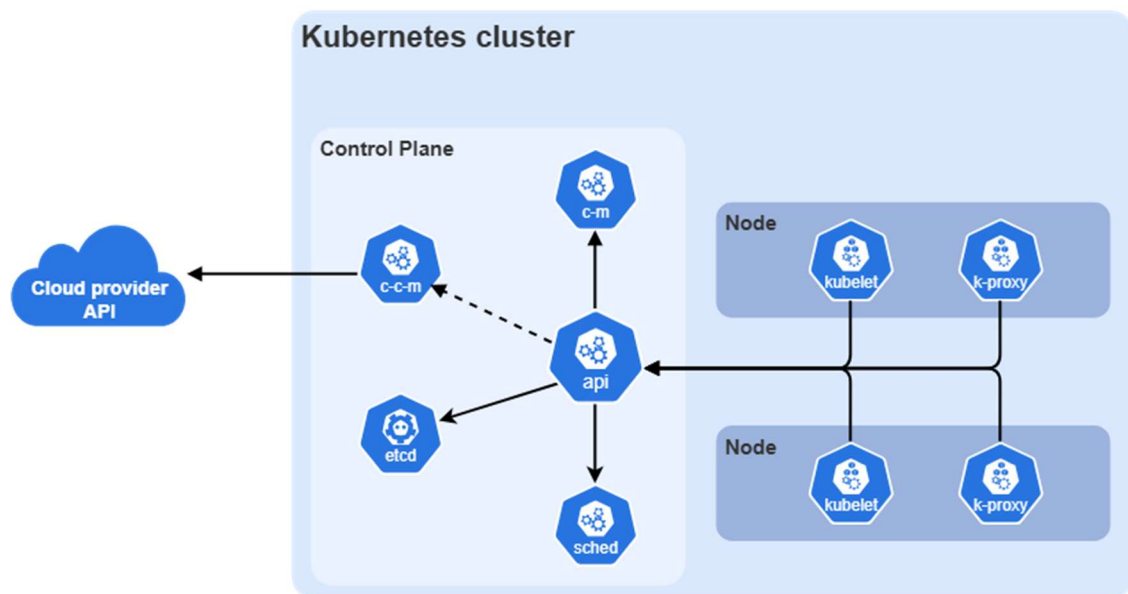 Kubernetes cluster
Control Plane
c-m
c-c-m
Cloud provider
API
api
etcd
sched
Node
kubelet
k-proxy
Node
kubelet
k-proxy